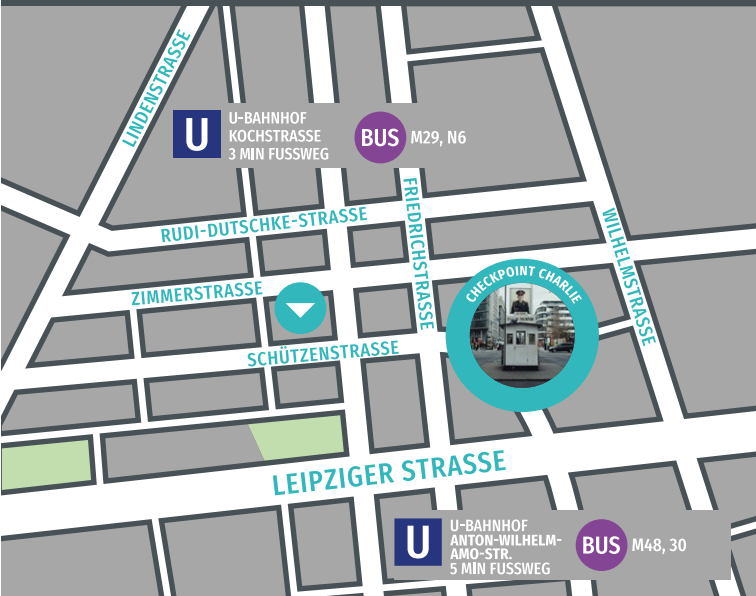 LINDENSTRASSE
U
U-BAHNHOF
KOCHSTRASSE
3 MIN FUSSWEG
BUS
M29, N6
RUDI-DUTSCHKE-STRASSE
FRIEDRICHSTRASSE
WILHELMSTRASSE
ZIMMERSTRASSE
CHECKPOINT CHARLIE
SCHÜTZENSTRASSE
LEIPZIGER STRASSE
U
U-BAHNHOF
ANTON-WILHELM-
AMO-STR.
5 MIN FUSSWEG
BUS
M48, 30